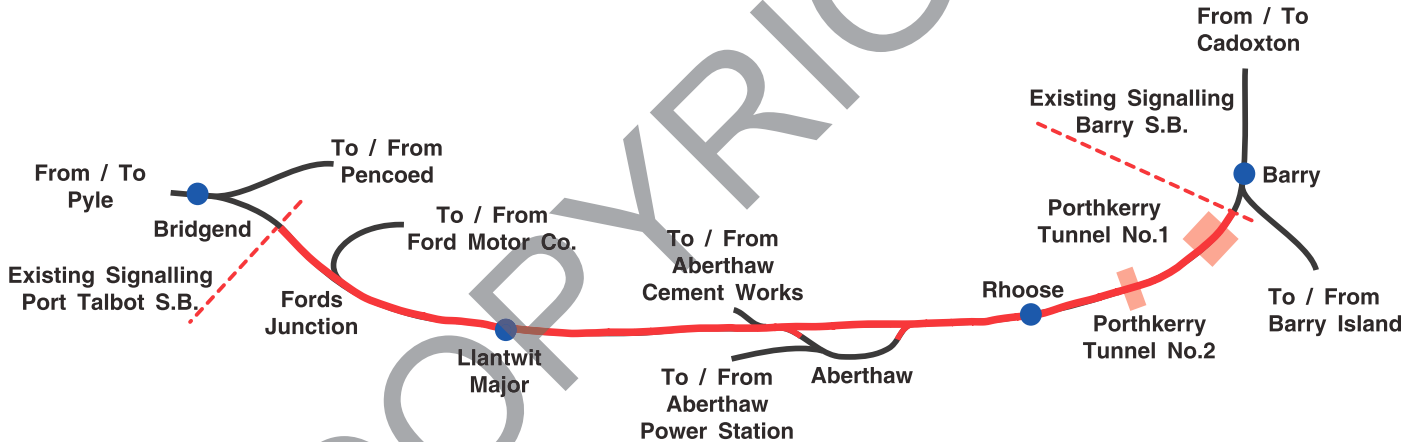 From / To
Cadoxton
Existing Signalling
Barry S.B.
To / From
Pencoed
From / To
Pyle
Barry
Bridgend
To / From
Ford Motor Co.
Porthkerry
Tunnel No.1
To / From
Aberthaw
Cement Works
Existing Signalling
Port Talbot S.B.
Fords
Junction
Rhoose
To / From
Barry Island
Porthkerry
Tunnel No.2
Llantwit
Major
To / From
Aberthaw
Power Station
Aberthaw
COPYRIG